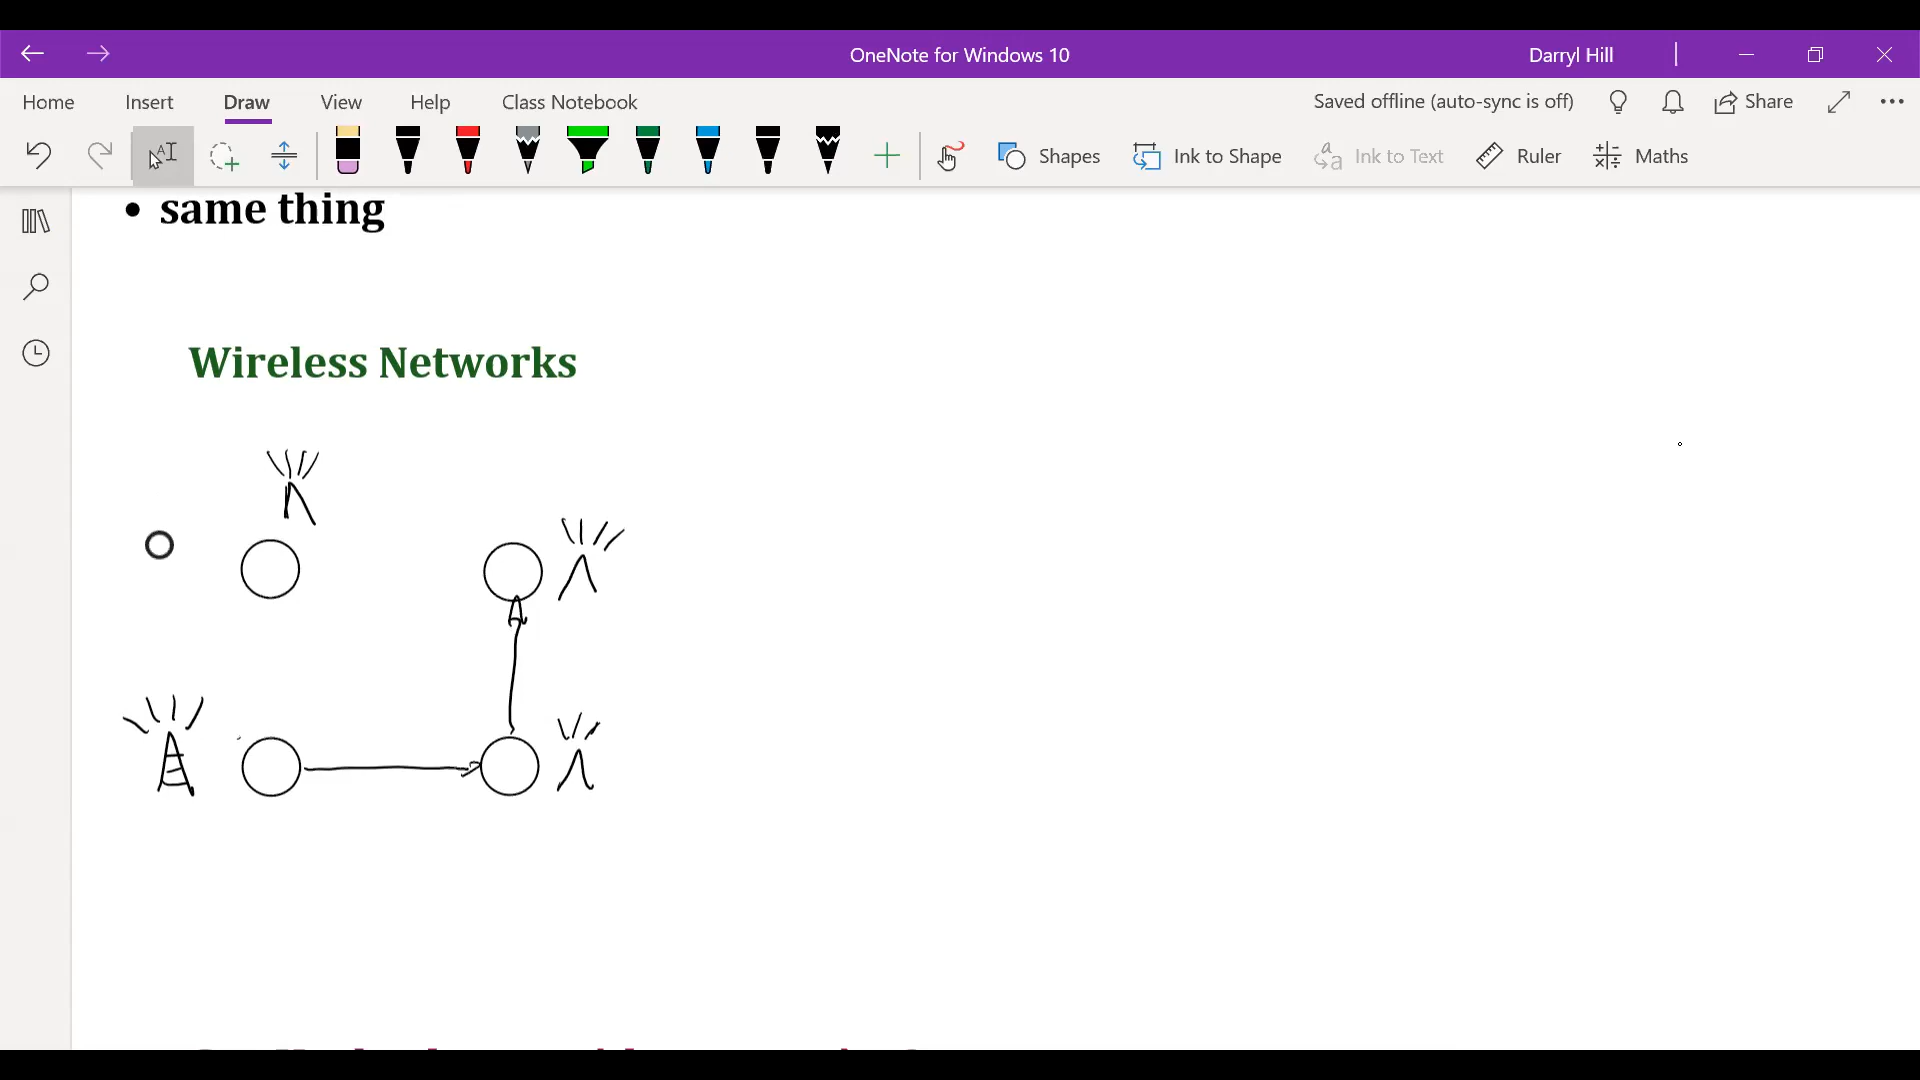 OneNote for Windows 10
Darryl Hill
Home Insert Draw View Help Class Notebook
Saved offline (auto-sync is off) Share
Shapes Ink to Shape Ink to Text Ruler Maths
• same thing
Wireless Networks